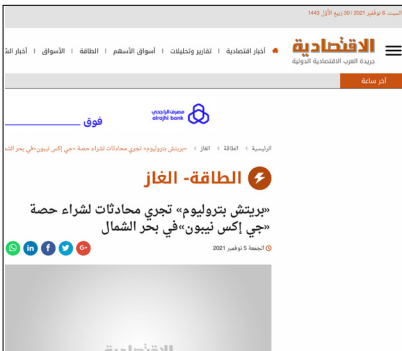 السبت, 6 نوفمبر 2021 | 30 ربيع الأول 1443
الاقتصادية
جريدة العرب الاقتصادية الدولية
أخبار اقتصادية | تقارير وتحليلات | أسواق الأسهم | الطاقة | الأسواق | أخبار
آخر ساعة
مصرف الراجحي
alrajhi bank
فوق
الرئيسية > الطاقة > الغاز > «بريتش بتروليوم» تجري محادثات لشراء حصة «جي إكس نيبون»في بحر
الطاقة- الغاز
«بريتش بتروليوم» تجري محادثات لشراء حصة
«جي إكس نيبون»في بحر الشمال
الجمعة 5 نوفمبر 2021
G+
f
in
الاقتصادية